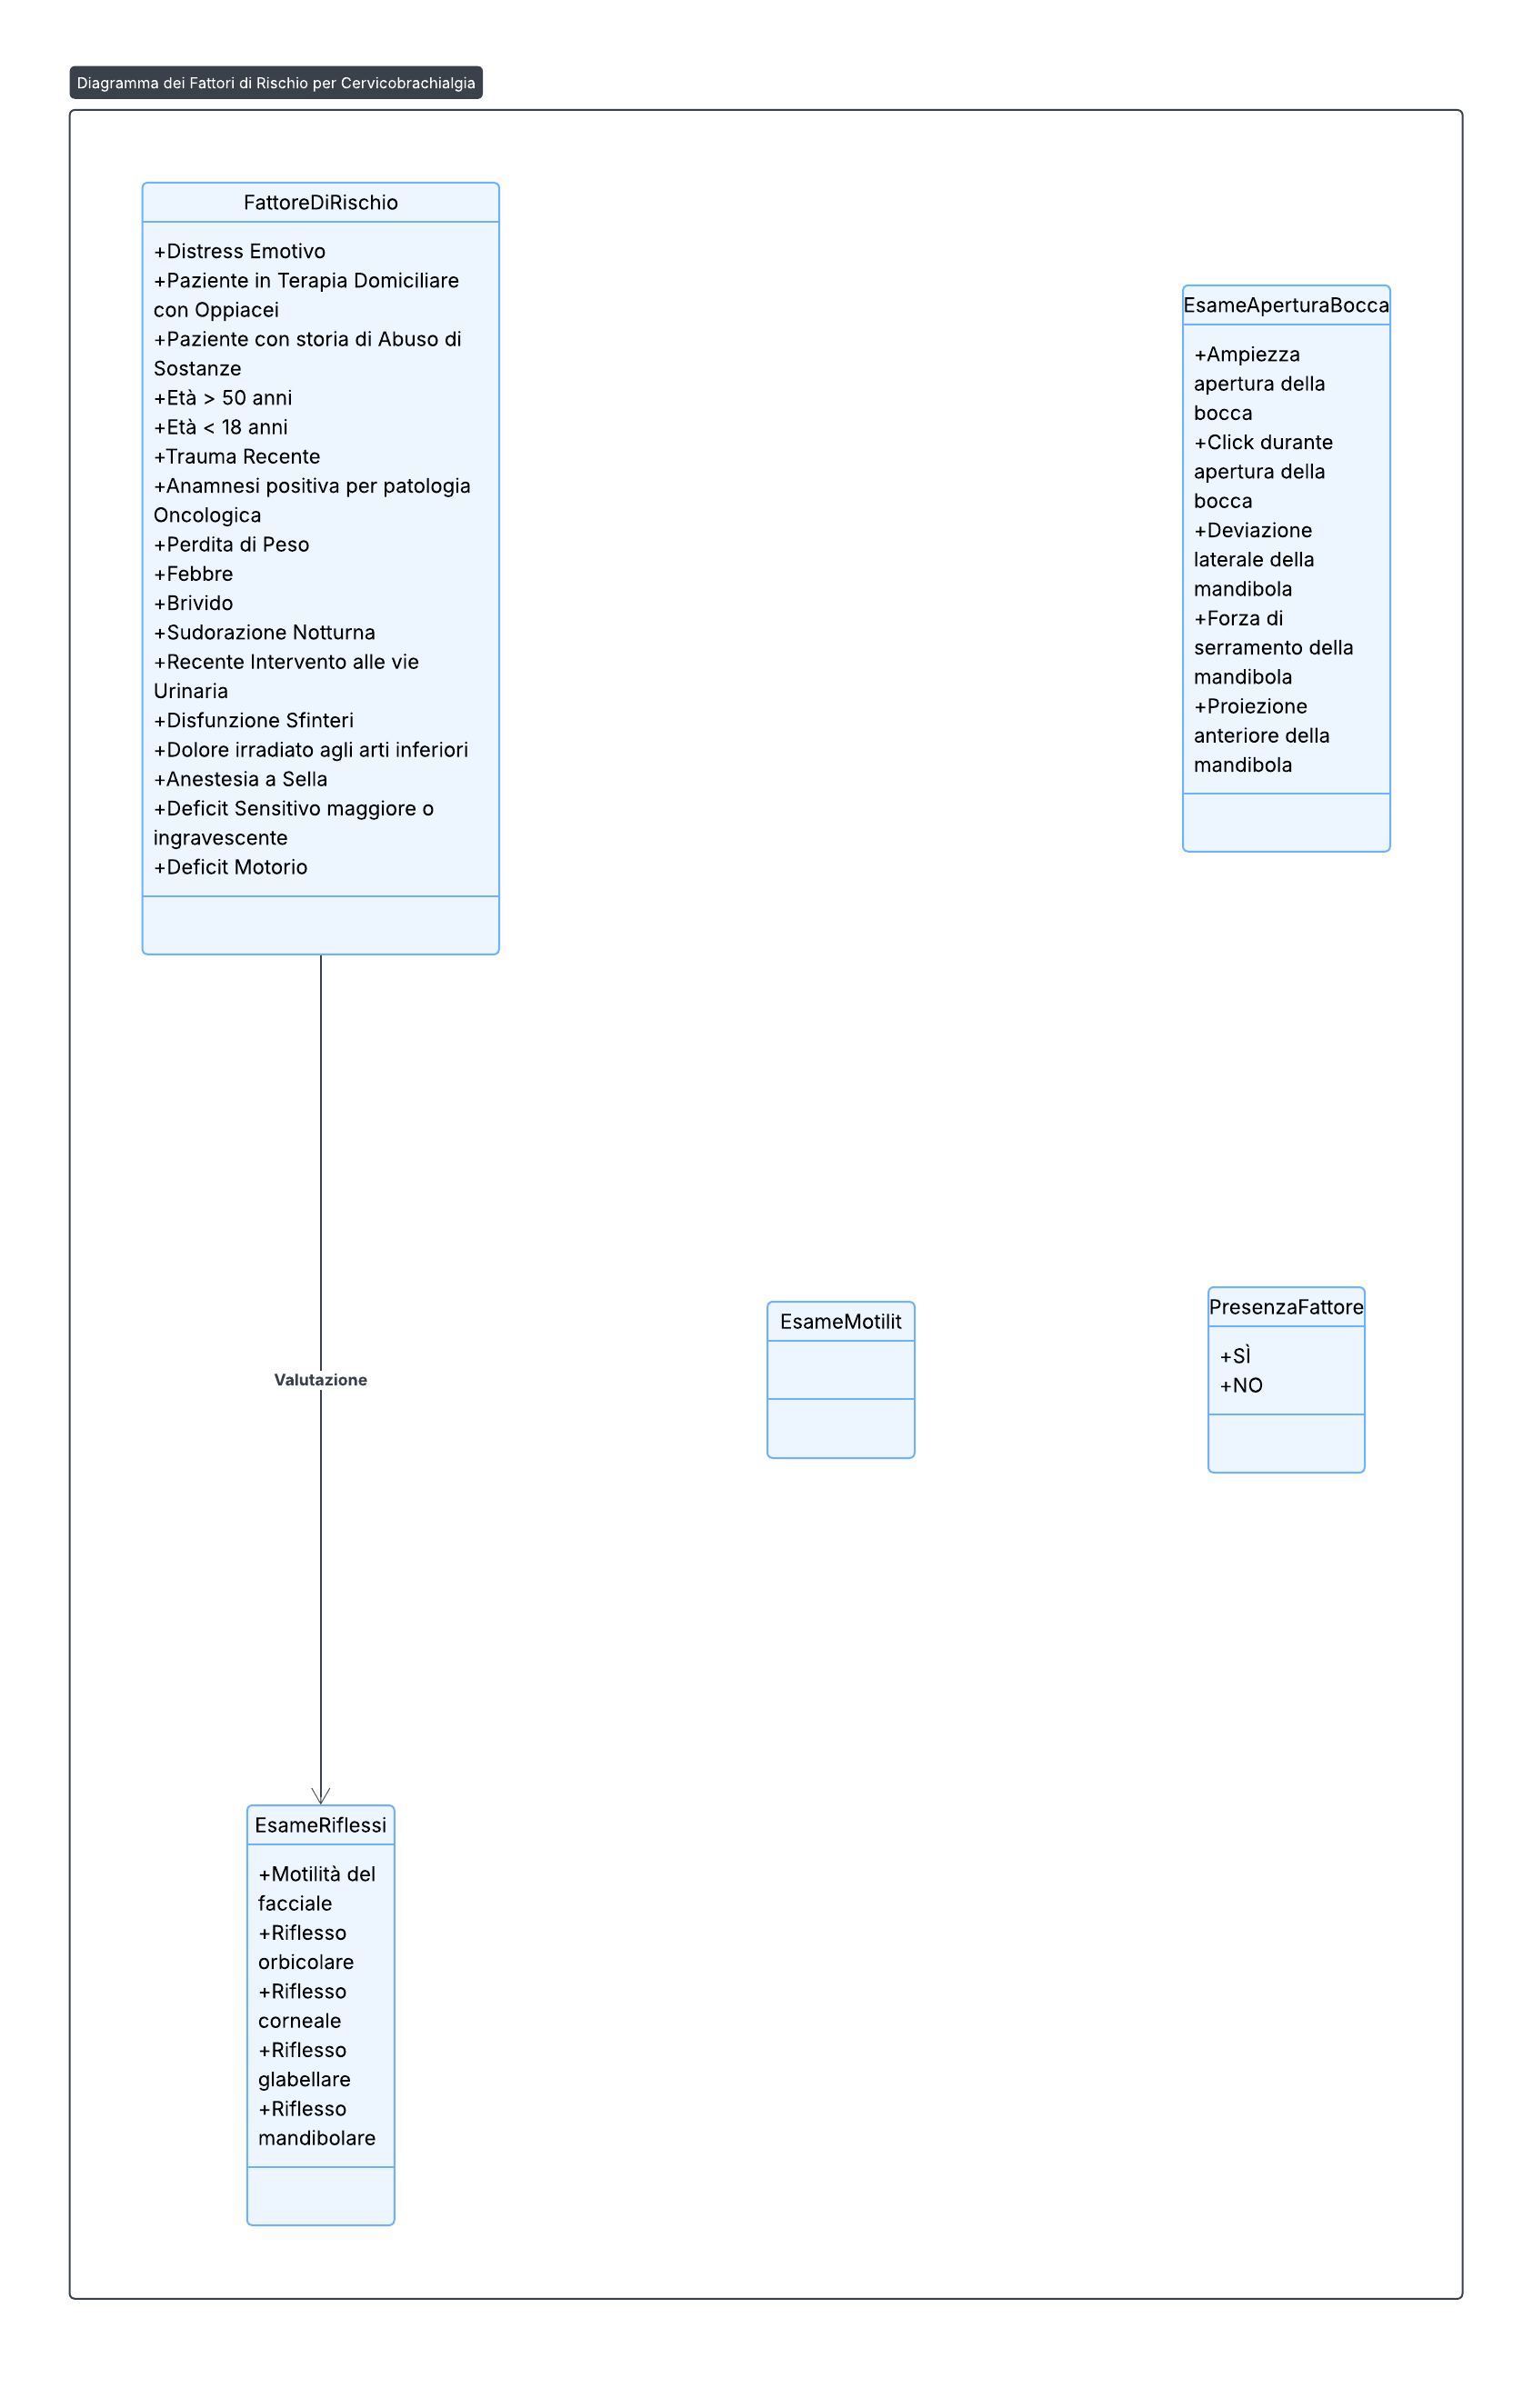 Diagramma dei Fattori di Rischio per Cervicobrachialgia
FattoreDiRischio
+Distress Emotivo
+Paziente in Terapia Domiciliare
con Oppiacei
+Paziente con storia di Abuso di
Sostanze
+Età > 50 anni
+Età < 18 anni
+Trauma Recente
+Anamnesi positiva per patologia
Oncologica
+Perdita di Peso
+Febbre
+Brivido
+Sudorazione Notturna
+Recente Intervento alle vie
Urinaria
+Disfunzione Sfinteri
+Dolore irradiato agli arti inferiori
+Anestesia a Sella
+Deficit Sensitivo maggiore o
ingravescente
+Deficit Motorio
EsameAperturaBocca
+Ampiezza
apertura della
bocca
+Click durante
apertura della
bocca
+Deviazione
laterale della
mandibola
+Forza di
serramento della
mandibola
+Proiezione
anteriore della
mandibola
Valutazione
EsameMotilit
PresenzaFattore
+SÌ
+NO
EsameRiflessi
+Motilità del
facciale
+Riflesso
orbicolare
+Riflesso
corneale
+Riflesso
glabellare
+Riflesso
mandibolare